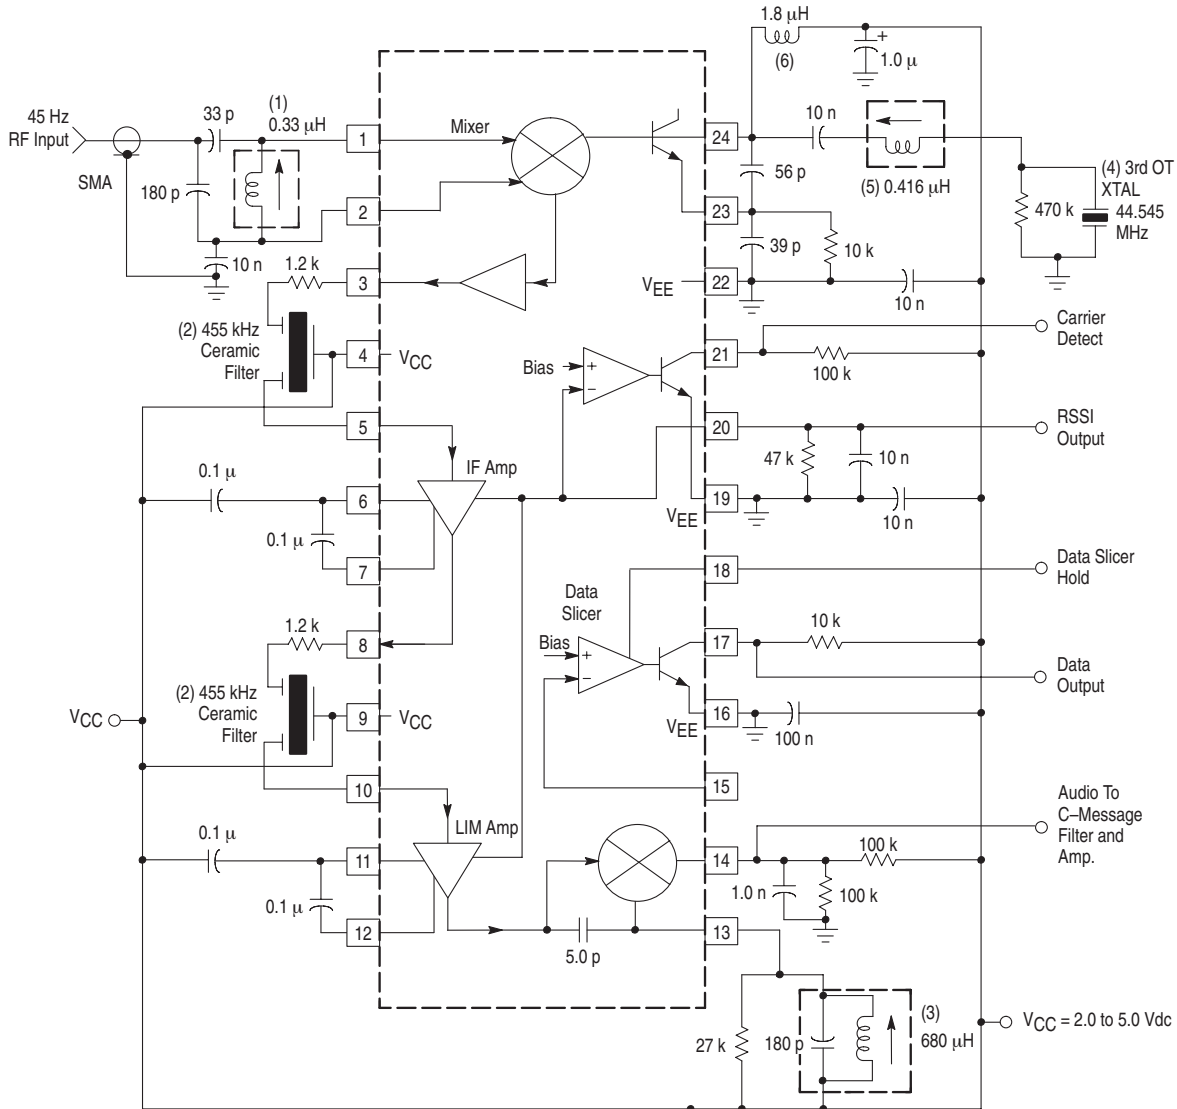 1.8 μH
(6)
+
1.0 μ
45 Hz
RF Input
SMA
33 p
(1)
0.33 μH
180 p
10 n
1
Mixer
24
10 n
(5) 0.416 μH
(4) 3rd OT
XTAL
44.545
MHz
470 k
56 p
2
23
39 p
10 k
1.2 k
3
VEE
22
10 n
(2) 455 kHz
Ceramic
Filter
4
VCC
Bias
+
−
21
100 k
Carrier
Detect
5
20
RSSI
Output
47 k
10 n
0.1 μ
6
IF Amp
VEE
19
10 n
0.1 μ
7
18
Data Slicer
Hold
Data
Slicer
1.2 k
8
Bias
+
−
17
10 k
Data
Output
(2) 455 kHz
Ceramic
Filter
VCC
9
VCC
VEE
16
100 n
10
15
Audio To
C–Message
Filter and
Amp.
0.1 μ
11
LIM Amp
14
100 k
1.0 n
100 k
0.1 μ
12
5.0 p
13
27 k
180 p
(3)
680 μH
VCC = 2.0 to 5.0 Vdc